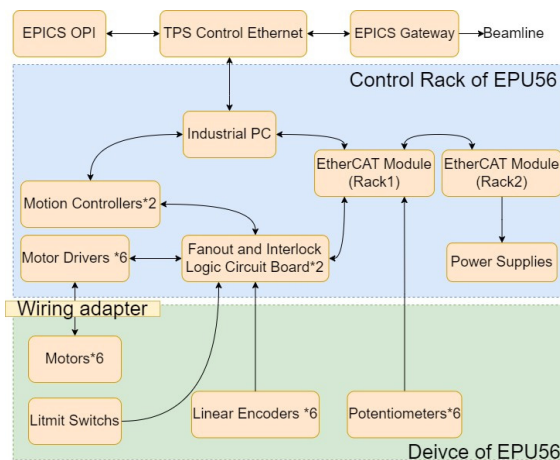 EPICS OPI
TPS Control Ethernet
EPICS Gateway
Beamline
Control Rack of EPU56
Industrial PC
EtherCAT Module
(Rack1)
EtherCAT Module
(Rack2)
Motion Controllers*2
Motor Drivers *6
Fanout and Interlock
Logic Circuit Board*2
Power Supplies
Wiring adapter
Motors*6
Litmit Switchs
Linear Encoders *6
Potentiometers*6
Deivce of EPU56